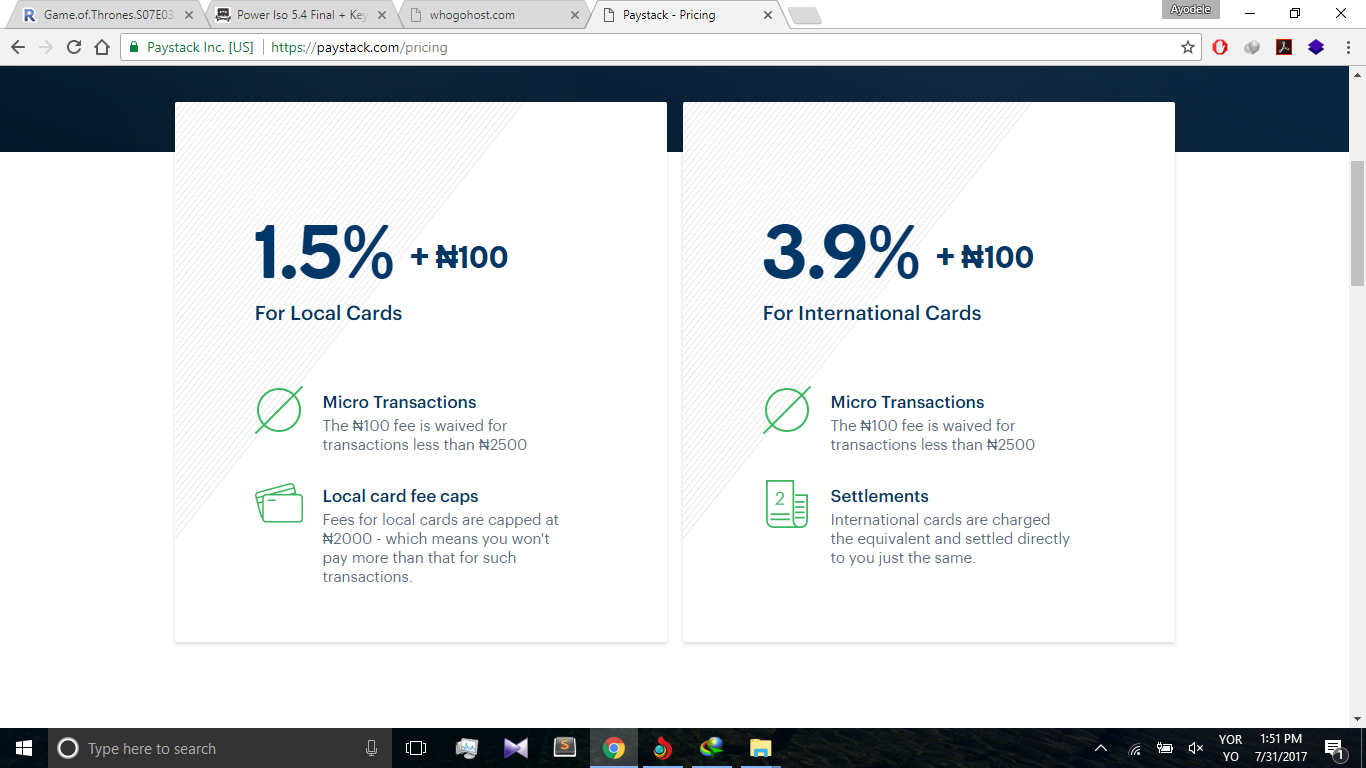 Game.of.Thrones.S07E03
Power Iso 5.4 Final + Key
whogohost.com
Paystack - Pricing
Ayodele
Paystack Inc. [US]
https://paystack.com/pricing
1.5% + ₦100
For Local Cards
Micro Transactions
The ₦100 fee is waived for
transactions less than ₦2500
Local card fee caps
Fees for local cards are capped at
₦2000 - which means you won't
pay more than that for such
transactions.
3.9% + ₦100
For International Cards
Micro Transactions
The ₦100 fee is waived for
transactions less than ₦2500
2
Settlements
International cards are charged
the equivalent and settled directly
to you just the same.
Type here to search
YOR
YO
1:51 PM
7/31/2017
1